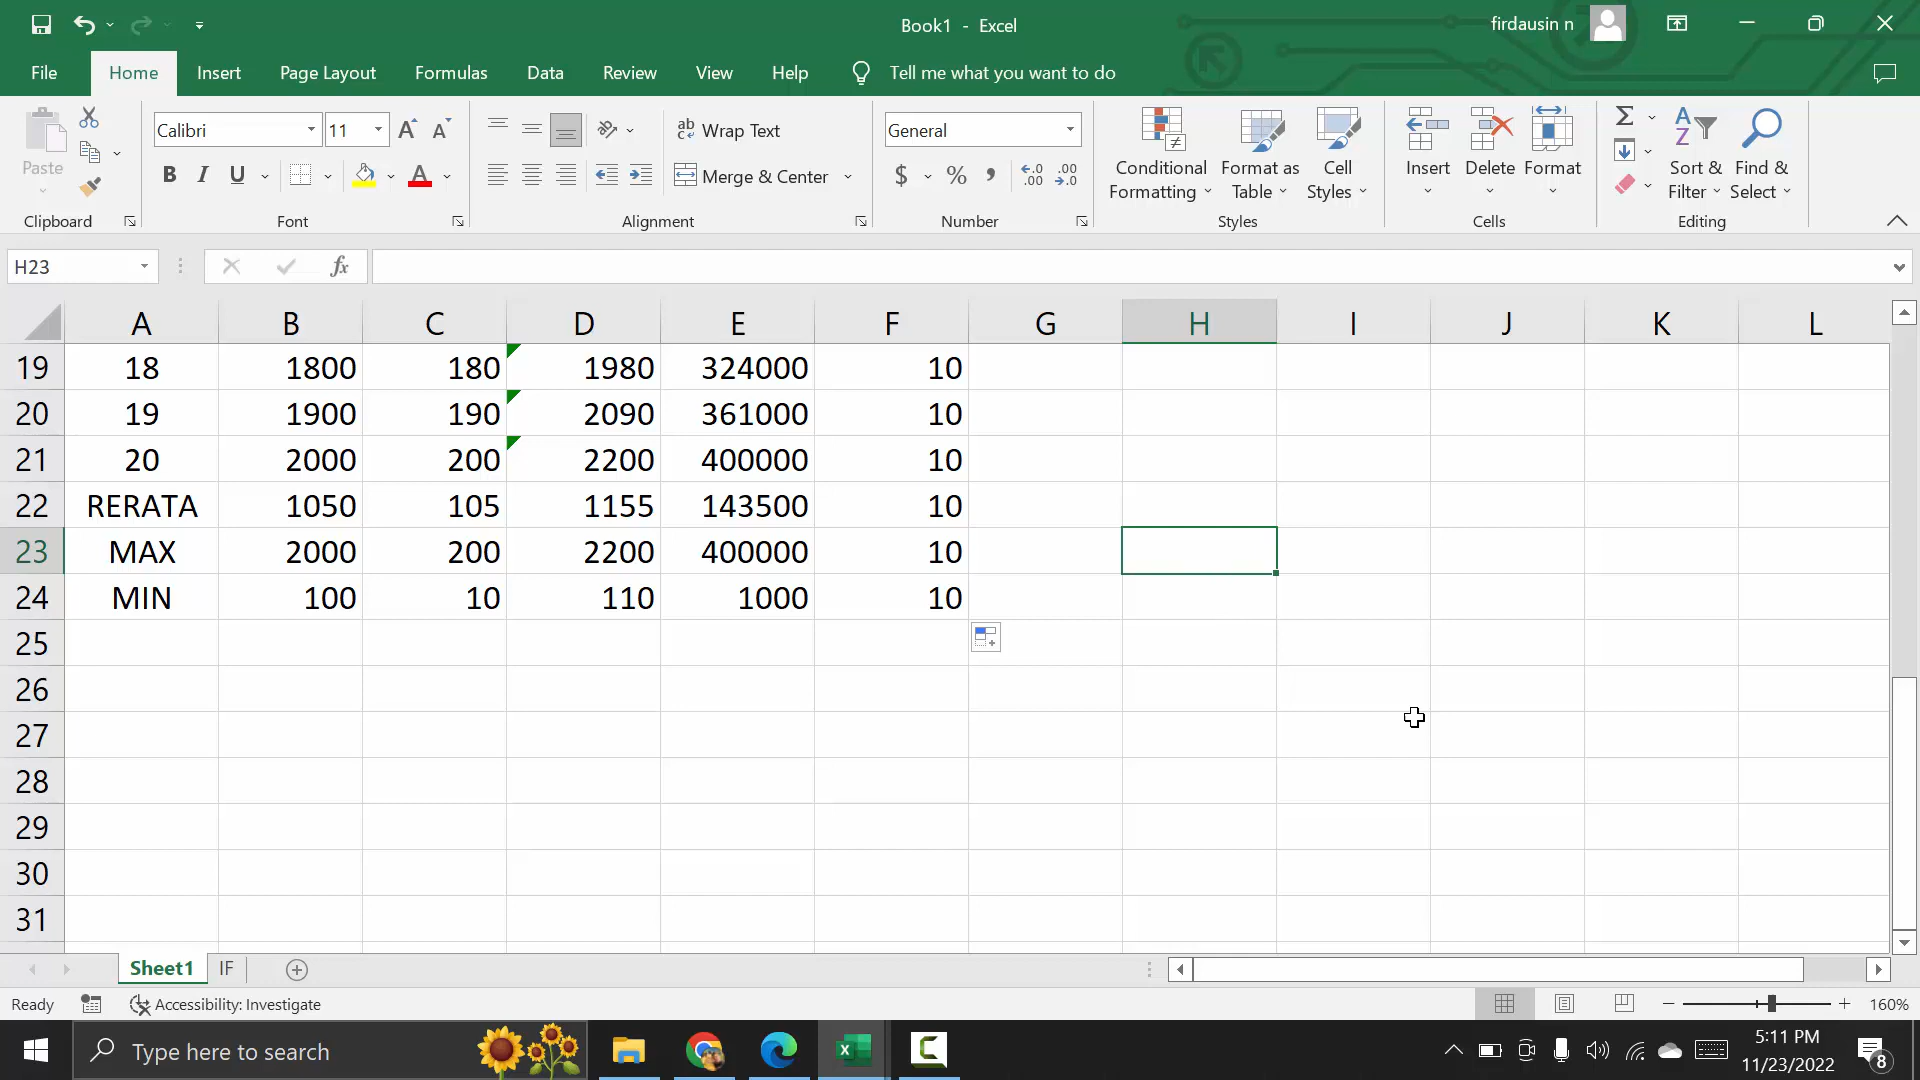 Book1 - Excel
firdausin n
File Home Insert Page Layout Formulas Data Review View Help Tell me what you want to do
Paste
Clipboard
Calibri 11
B I U
Font
Wrap Text
Merge & Center
Alignment
General
$ % ,
Number
Conditional Formatting
Format as Table
Cell Styles
Styles
Insert Delete Format
Cells
Sort & Filter
Find & Select
Editing
H23 fx
A B C D E F G H I J K L
19 18 1800 180 1980 324000 10
20 19 1900 190 2090 361000 10
21 20 2000 200 2200 400000 10
22 RERATA 1050 105 1155 143500 10
23 MAX 2000 200 2200 400000 10
24 MIN 100 10 110 1000 10
25
26
27
28
29
30
31
Sheet1 IF
Ready Accessibility: Investigate 160%
Type here to search
5:11 PM
11/23/2022
8